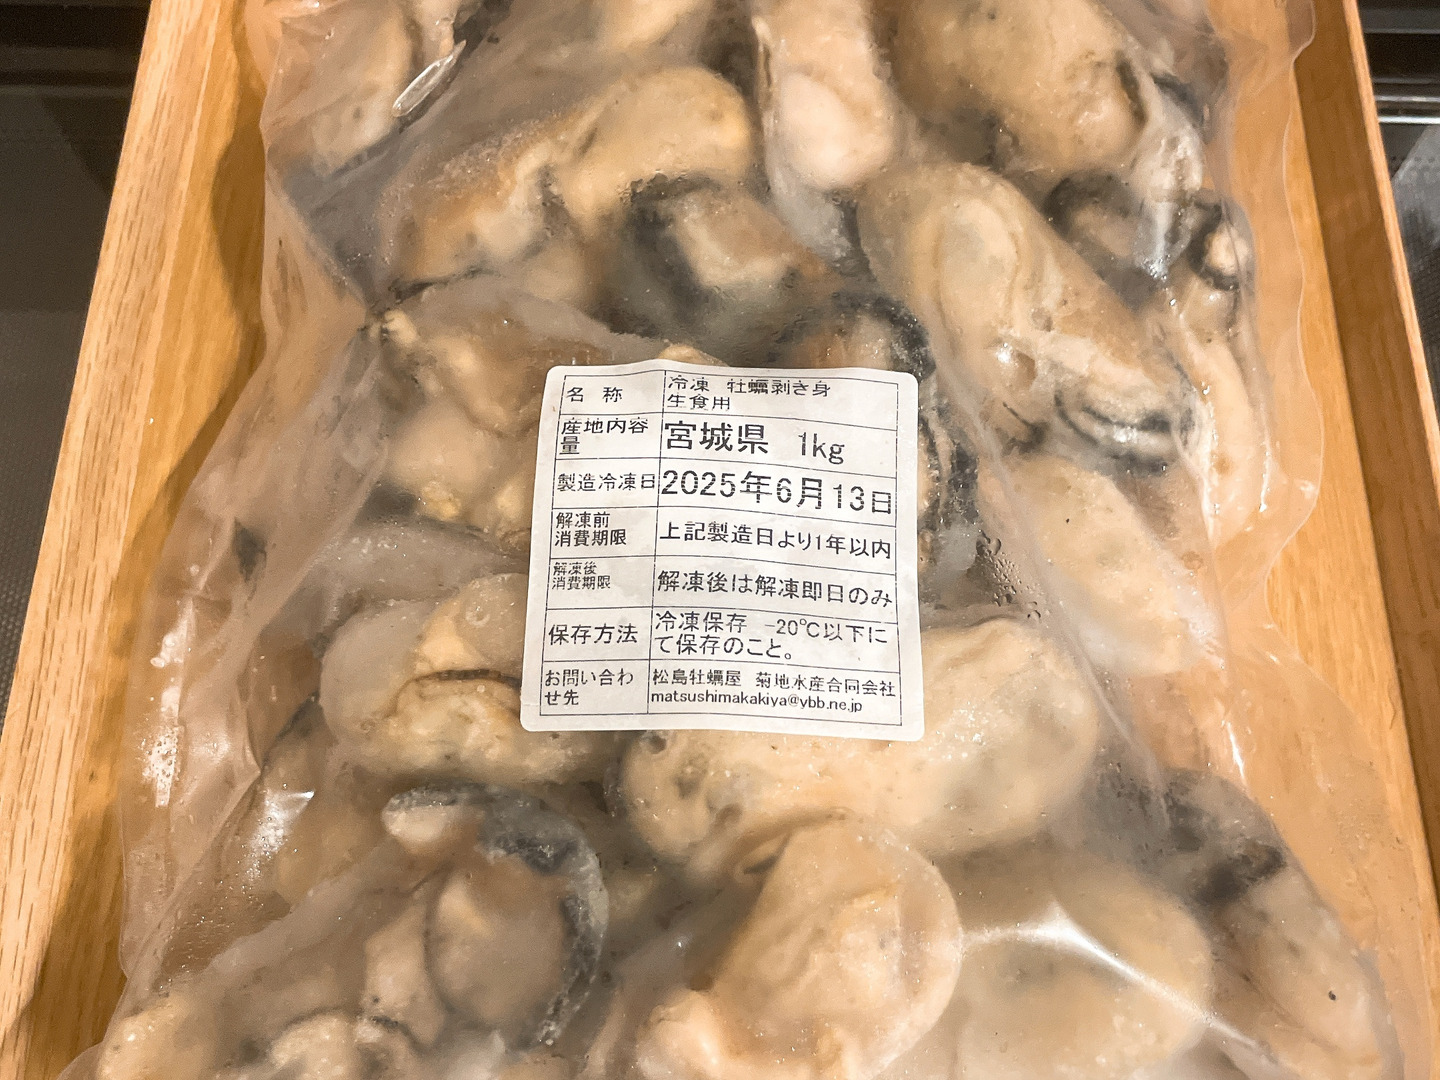 名 称
冷凍 牡蠣剥き身
生食用
産地内容
量
宮城県 1kg
製造冷凍日
2025年6月13日
解凍前
消費期限
上記製造日より1年以内
解凍後
消費期限
解凍後は解凍即日のみ
保存方法
冷凍保存 -20℃以下に
て保存のこと。
お問い合わ
せ先
松島牡蠣屋 菊地水産合同会社
matsushimakakiya@ybb.ne.jp